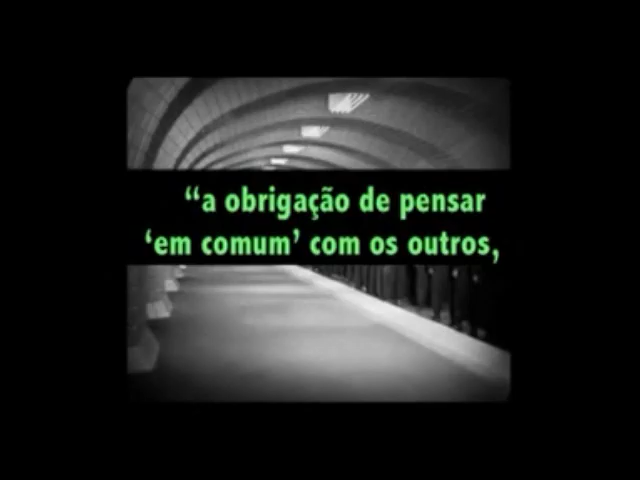 “a obrigação de pensar
‘em comum’ com os outros,